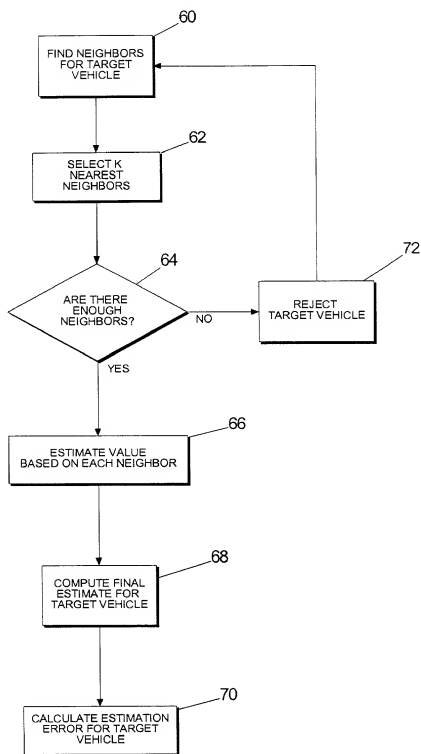 60
FIND NEIGHBORS
FOR TARGET
VEHICLE
62
SELECT K
NEAREST
NEIGHBORS
64
ARE THERE
ENOUGH
NEIGHBORS?
NO
72
REJECT
TARGET VEHICLE
YES
66
ESTIMATE VALUE
BASED ON EACH NEIGHBOR
68
COMPUTE FINAL
ESTIMATE FOR
TARGET VEHICLE
70
CALCULATE ESTIMATION
ERROR FOR TARGET
VEHICLE